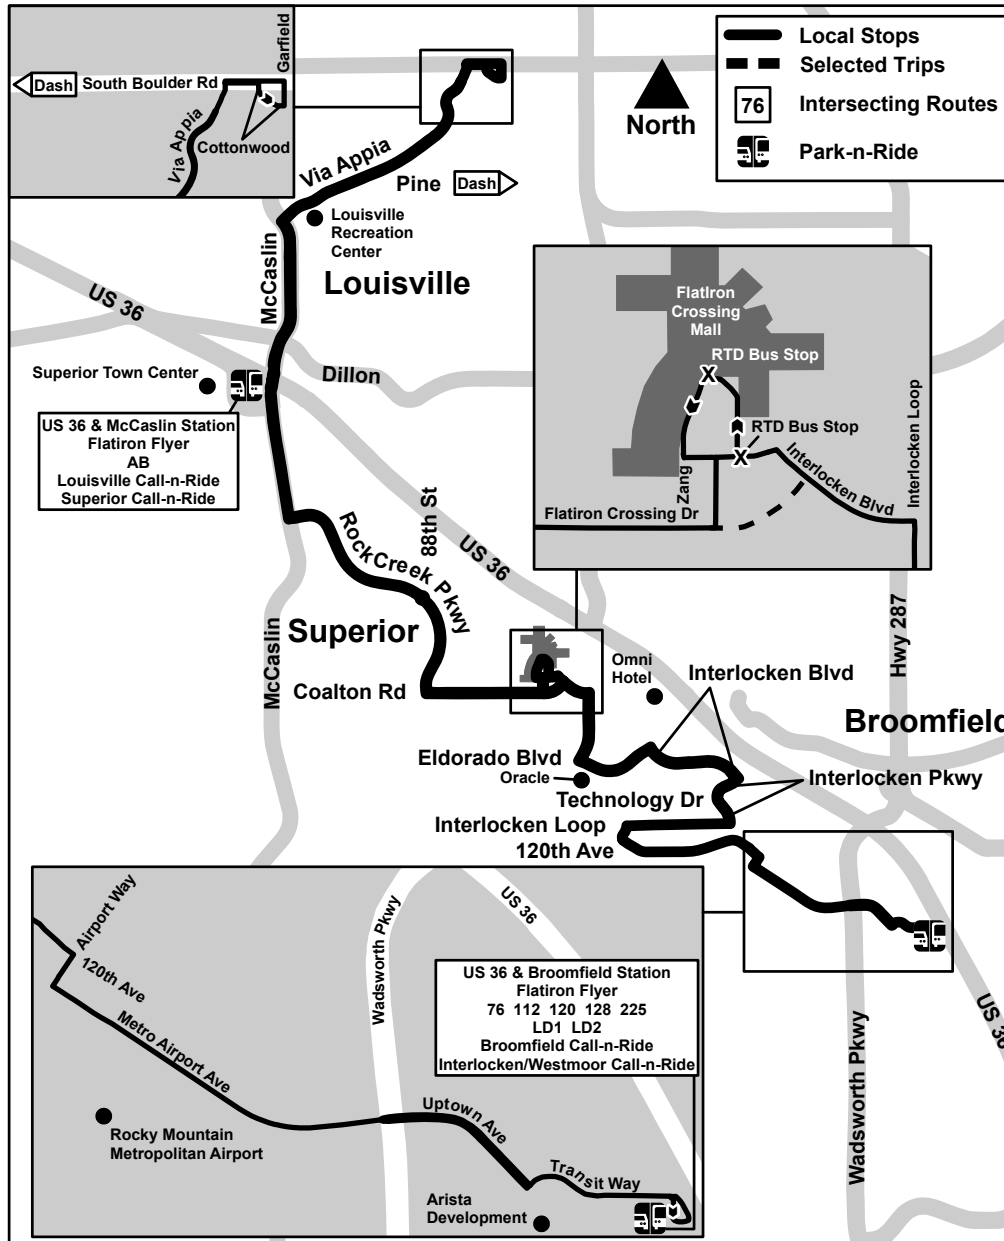 Garfield
South Boulder Rd
Dash
Via Appia
Cottonwood
Local Stops
Selected Trips
76
Intersecting Routes
Park-n-Ride
North
Via Appia
Pine
Dash
Louisville
Recreation
Center
McCaslin
Louisville
US 36
Dillon
Superior Town Center
US 36 & McCaslin Station
Flatiron Flyer
AB
Louisville Call-n-Ride
Superior Call-n-Ride
FlatIron
Crossing
Mall
RTD Bus Stop
X
RTD Bus Stop
X
Interlocken Loop
Zang
Interlocken Blvd
Flatiron Crossing Dr
88th St
RockCreek Pkwy
US 36
Hwy 287
Superior
McCaslin
Coalton Rd
Omni
Hotel
Interlocken Blvd
Broomfield
Eldorado Blvd
Oracle
Interlocken Pkwy
Technology Dr
Interlocken Loop
120th Ave
Airport Way
120th Ave
Metro Airport Ave
Wadsworth Pkwy
US 36
US 36 & Broomfield Station
Flatiron Flyer
76 112 120 128 225
LD1 LD2
Broomfield Call-n-Ride
Interlocken/Westmoor Call-n-Ride
Uptown Ave
Rocky Mountain
Metropolitan Airport
Transit Way
Arista
Development
Wadsworth Pkwy
US 36